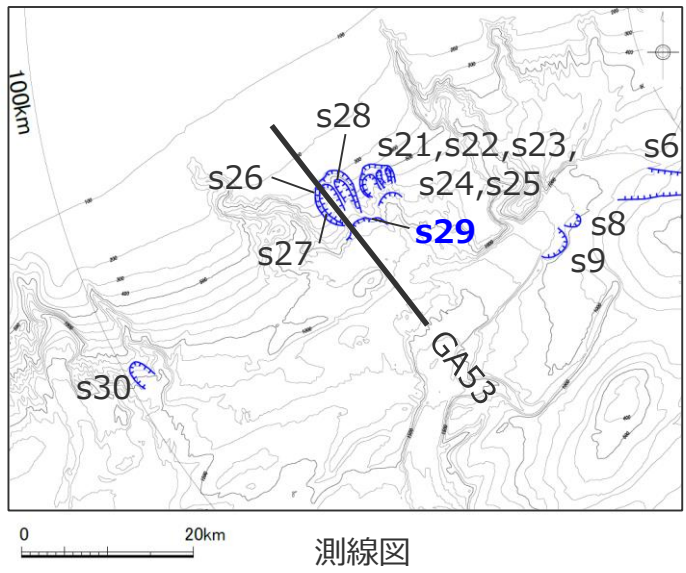 100km
s28
s21,s22,s23,
s6
s26
s24,s25
s29
s8
s27
s9
GA53
s30
0 20km
測線図